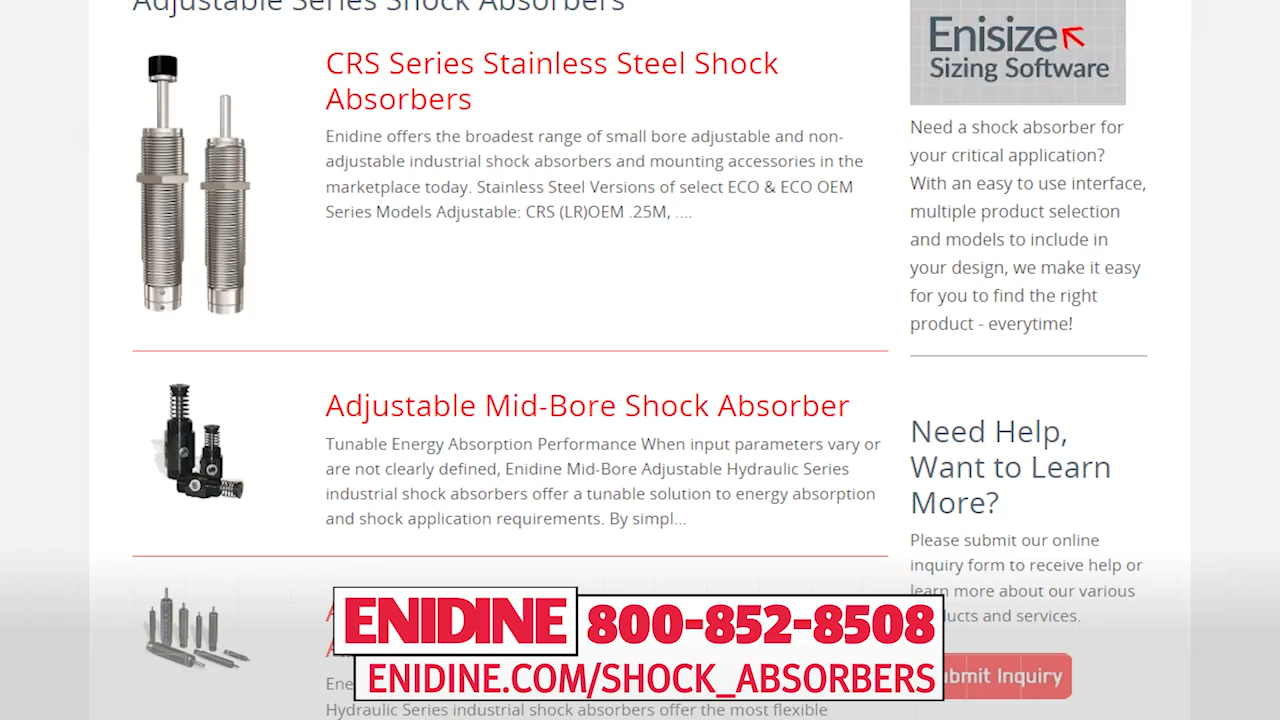 Adjustable Series Shock Absorbers
CRS Series Stainless Steel Shock
Absorbers
Enidine offers the broadest range of small bore adjustable and non-
adjustable industrial shock absorbers and mounting accessories in the
marketplace today. Stainless Steel Versions of select ECO & ECO OEM
Series Models Adjustable: CRS (LR)OEM .25M, ....
Adjustable Mid-Bore Shock Absorber
Tunable Energy Absorption Performance When input parameters vary or
are not clearly defined, Enidine Mid-Bore Adjustable Hydraulic Series
industrial shock absorbers offer a tunable solution to energy absorption
and shock application requirements. By simpl...
Hydraulic Series industrial shock absorbers offer the most flexible
Enisize
Sizing Software
Need a shock absorber for
your critical application?
With an easy to use interface,
multiple product selection
and models to include in
your design, we make it easy
for you to find the right
product - everytime!
Need Help,
Want to Learn
More?
Please submit our online
inquiry form to receive help or
learn more about our various
and services.
Inquiry
ENIDINE 800-852-8508
ENIDINE.COM/SHOCK_ABSORBERS